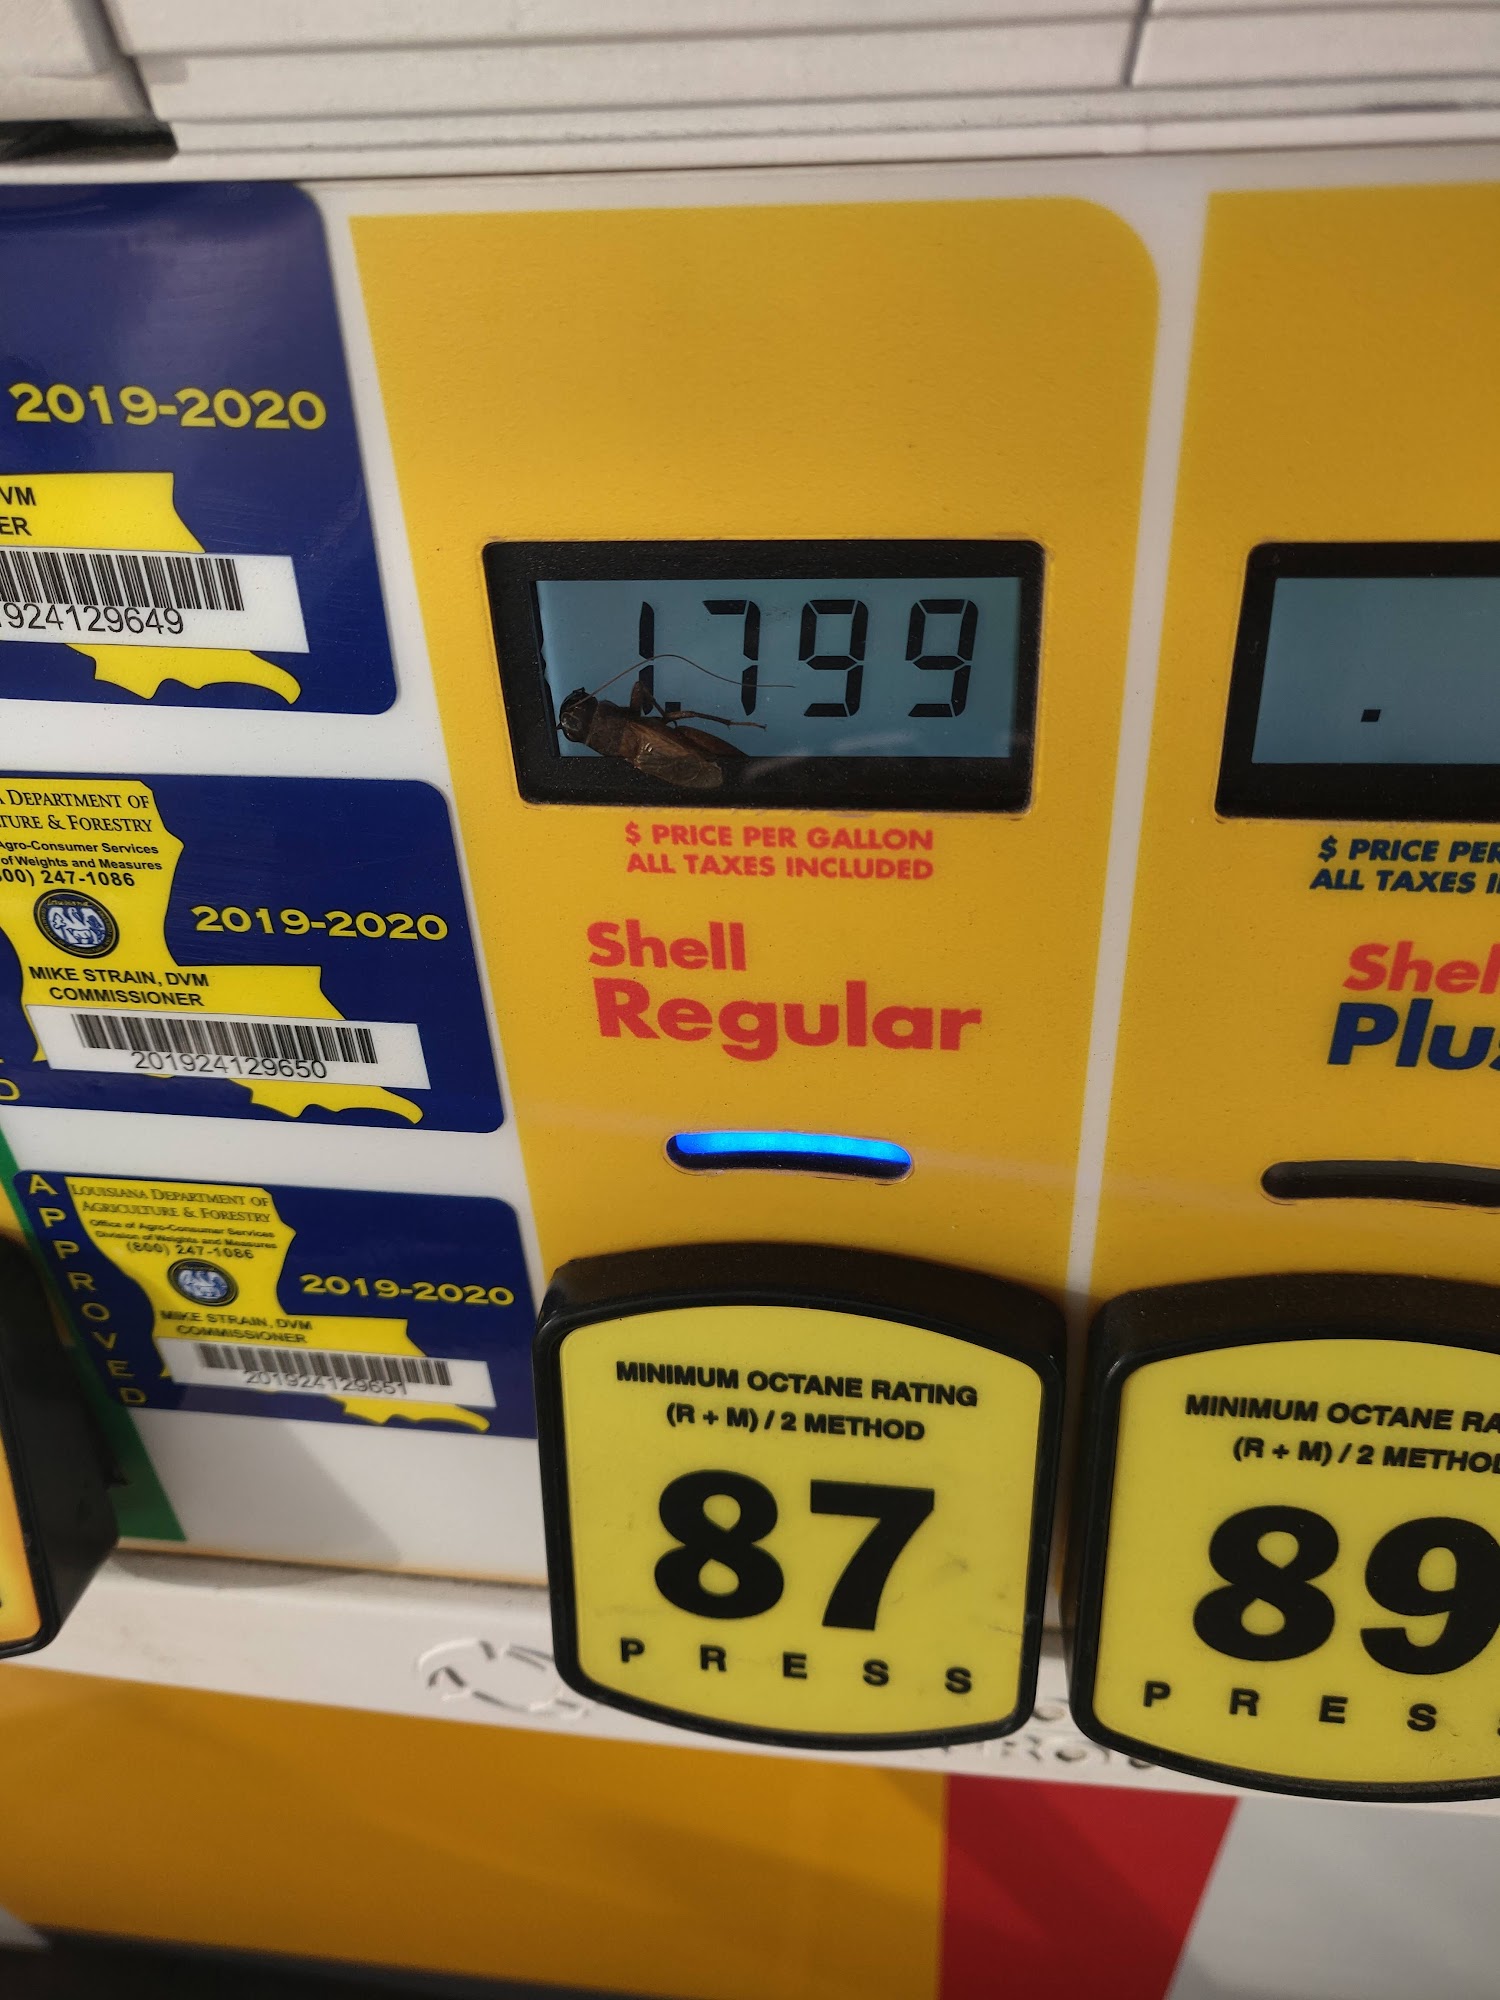 2019-2020
VM
ER
1924129649
DEPARTMENT OF
TURE & FORESTRY
Agro-Consumer Services
of Weights and Measures
00) 247-1086
2019-2020
MIKE STRAIN, DVM
COMMISSIONER
201924129650
D
APPROVED
LOUISIANA DEPARTMENT OF
AGRICULTURE & FORESTRY
Office of Agro-Consumer Services
Division of Weights and Measures
(800) 247-1086
2019-2020
MIKE STRAIN, DVM
COMMISSIONER
201924129651
1.799
$ PRICE PER GALLON
ALL TAXES INCLUDED
Shell
Regular
MINIMUM OCTANE RATING
(R + M) / 2 METHOD
87
PRESS
.
$ PRICE PER
ALL TAXES I
Shel
Plus
MINIMUM OCTANE RA
(R + M) / 2 METHOD
89
PRES